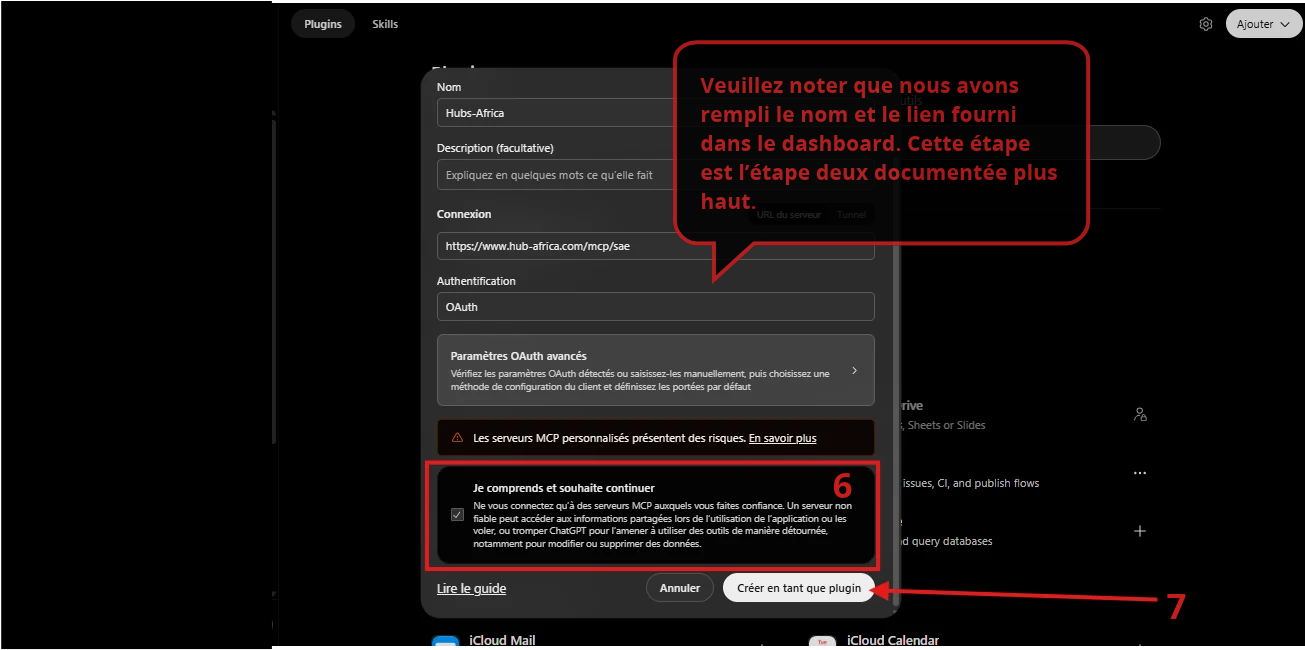 Plugins
Skills
Ajouter
Nom
Hubs-Africa
Description (facultative)
Expliquez en quelques mots ce qu'elle fait
Connexion
URL du serveur
Tunnel
https://www.hub-africa.com/mcp/sae
Authentification
OAuth
Paramètres OAuth avancés
Vérifiez les paramètres OAuth détectés ou saisissez-les manuellement, puis choisissez une
méthode de configuration du client et définissez les portées par défaut
Les serveurs MCP personnalisés présentent des risques. En savoir plus
Je comprends et souhaite continuer
Ne vous connectez qu'à des serveurs MCP auxquels vous faites confiance. Un serveur non
fiable peut accéder aux informations partagées lors de l'utilisation de l'application ou les
voler, ou tromper ChatGPT pour l'amener à utiliser des outils de manière détournée,
notamment pour modifier ou supprimer des données.
6
Lire le guide
Annuler
Créer en tant que plugin
7
Veuillez noter que nous avons
rempli le nom et le lien fourni
dans le dashboard. Cette étape
est l'étape deux documentée plus
haut.
Sheets or Slides
issues, CI, and publish flows
query databases
iCloud Mail
iCloud Calendar